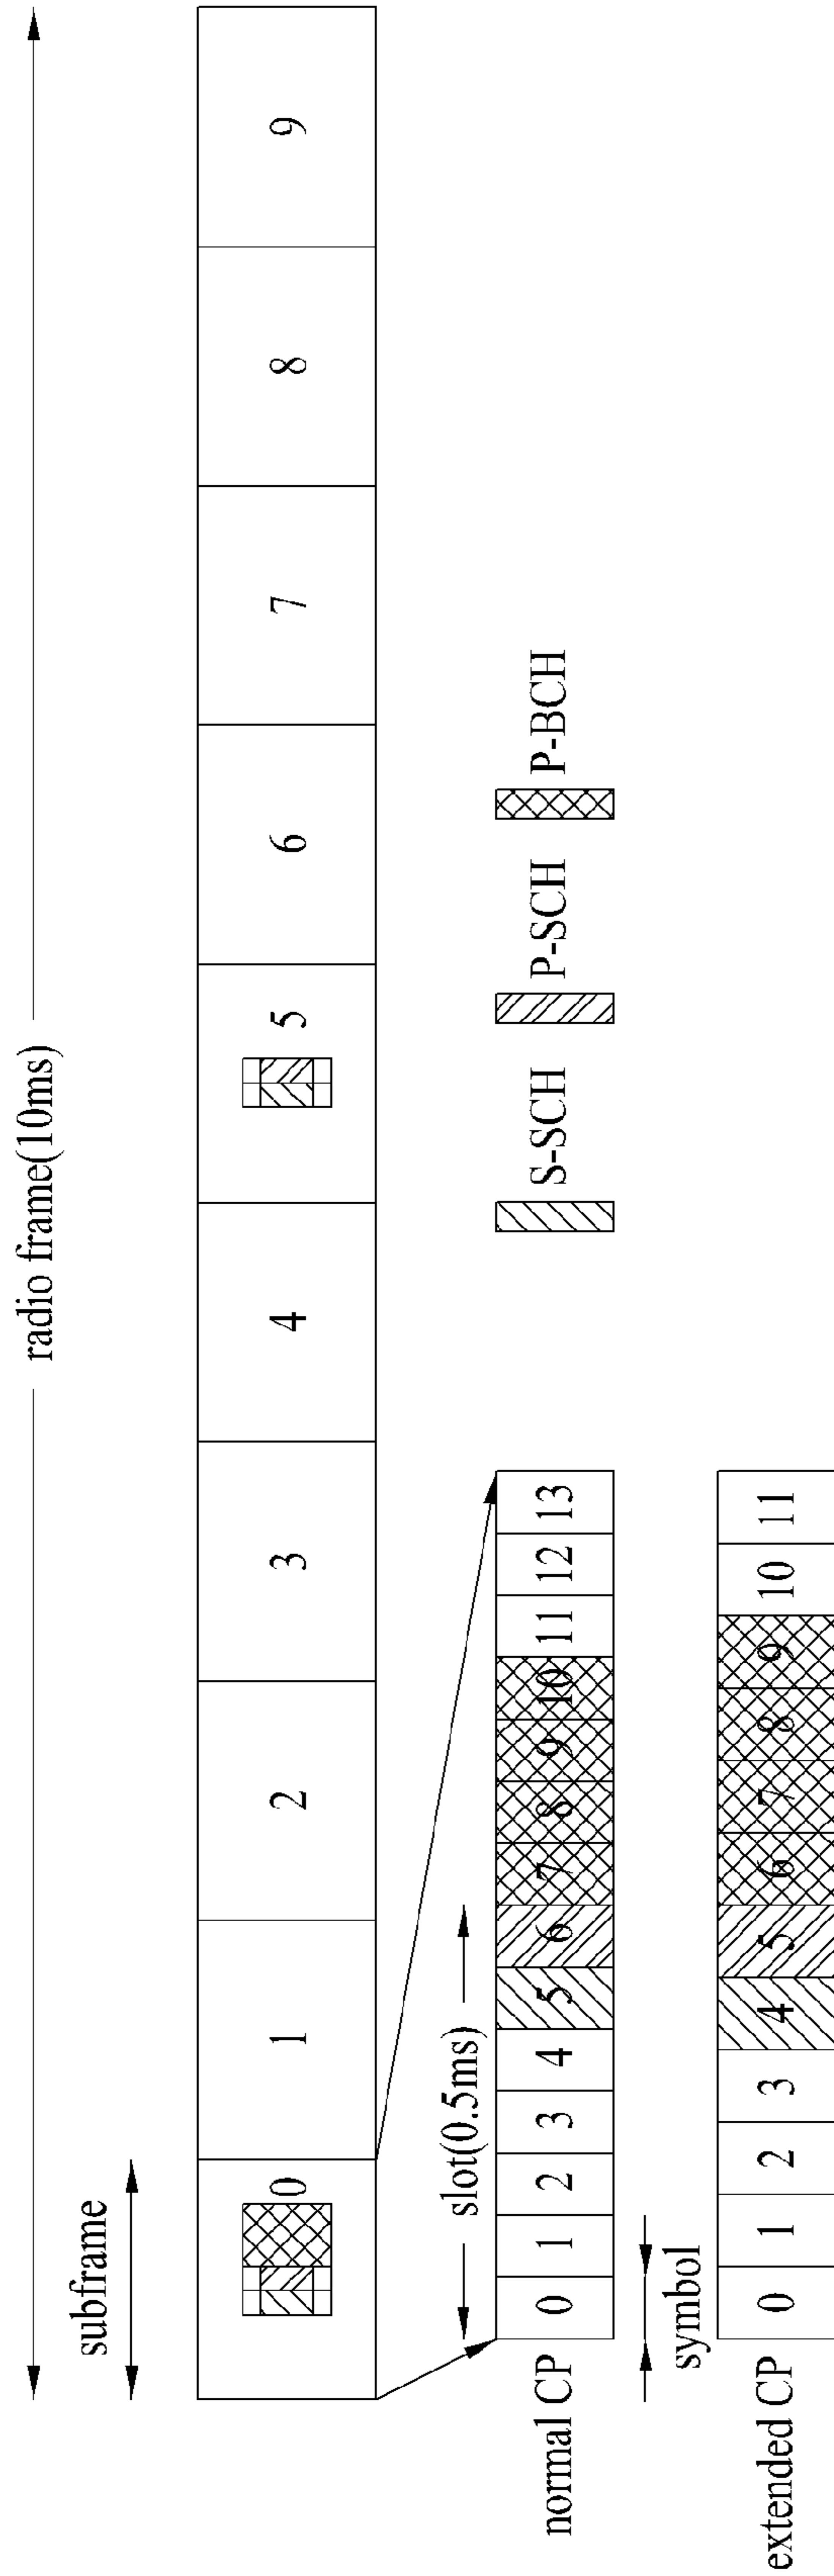 radio frame(10ms)
subframe
0 1 2 3 4 5 6 7 8 9
slot(0.5ms)
normal CP 0 1 2 3 4 5 6 7 8 9 10 11 12 13
S-SCH P-SCH P-BCH
symbol
extended CP 0 1 2 3 4 5 6 7 8 9 10 11